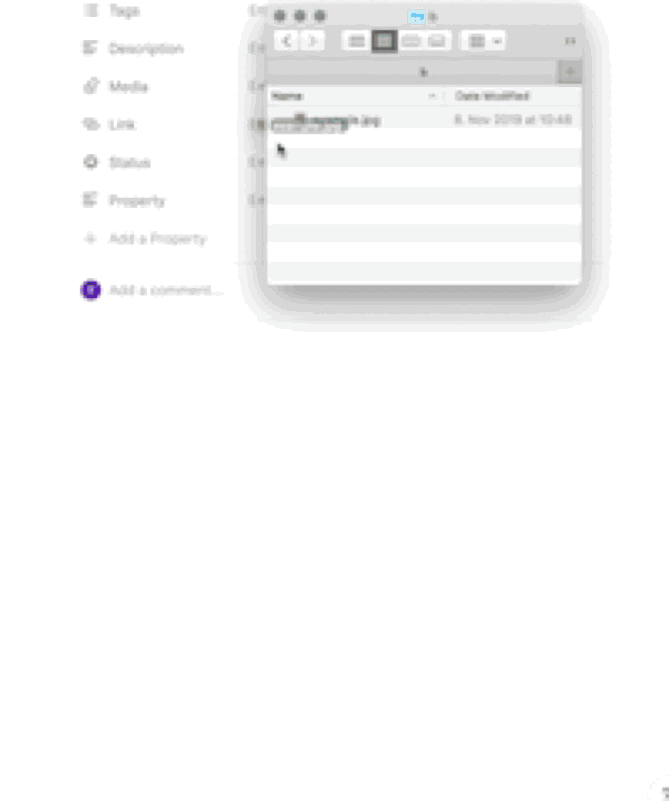 Tags
Description
Media
Link
Status
Property
Add a Property
Add a comment...
Name
Date Modified
example.jpg
8. Nov 2019 at 10:48